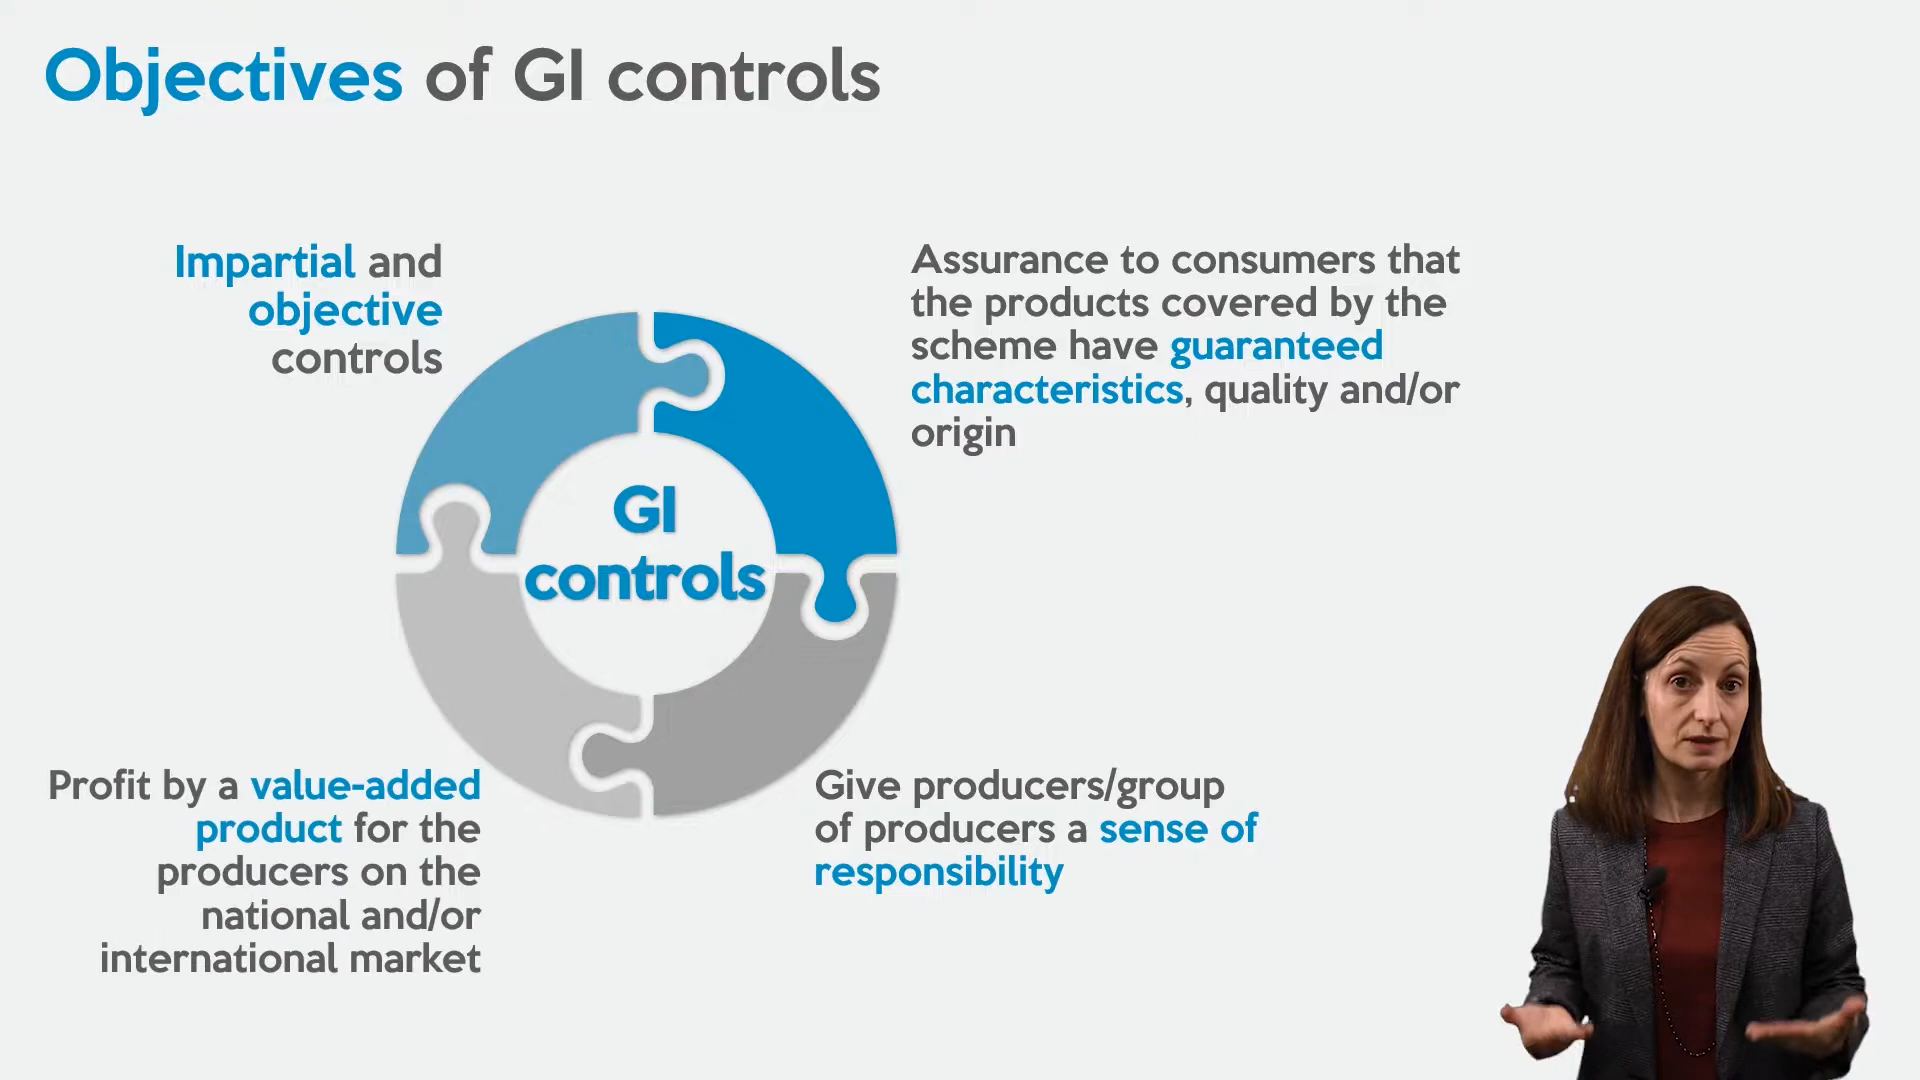 Objectives of GI controls
Impartial and
objective
controls
Assurance to consumers that
the products covered by the
scheme have guaranteed
characteristics, quality and/or
origin
GI
controls
Profit by a value-added
product for the
producers on the
national and/or
international market
Give producers/group
of producers a sense of
responsibility